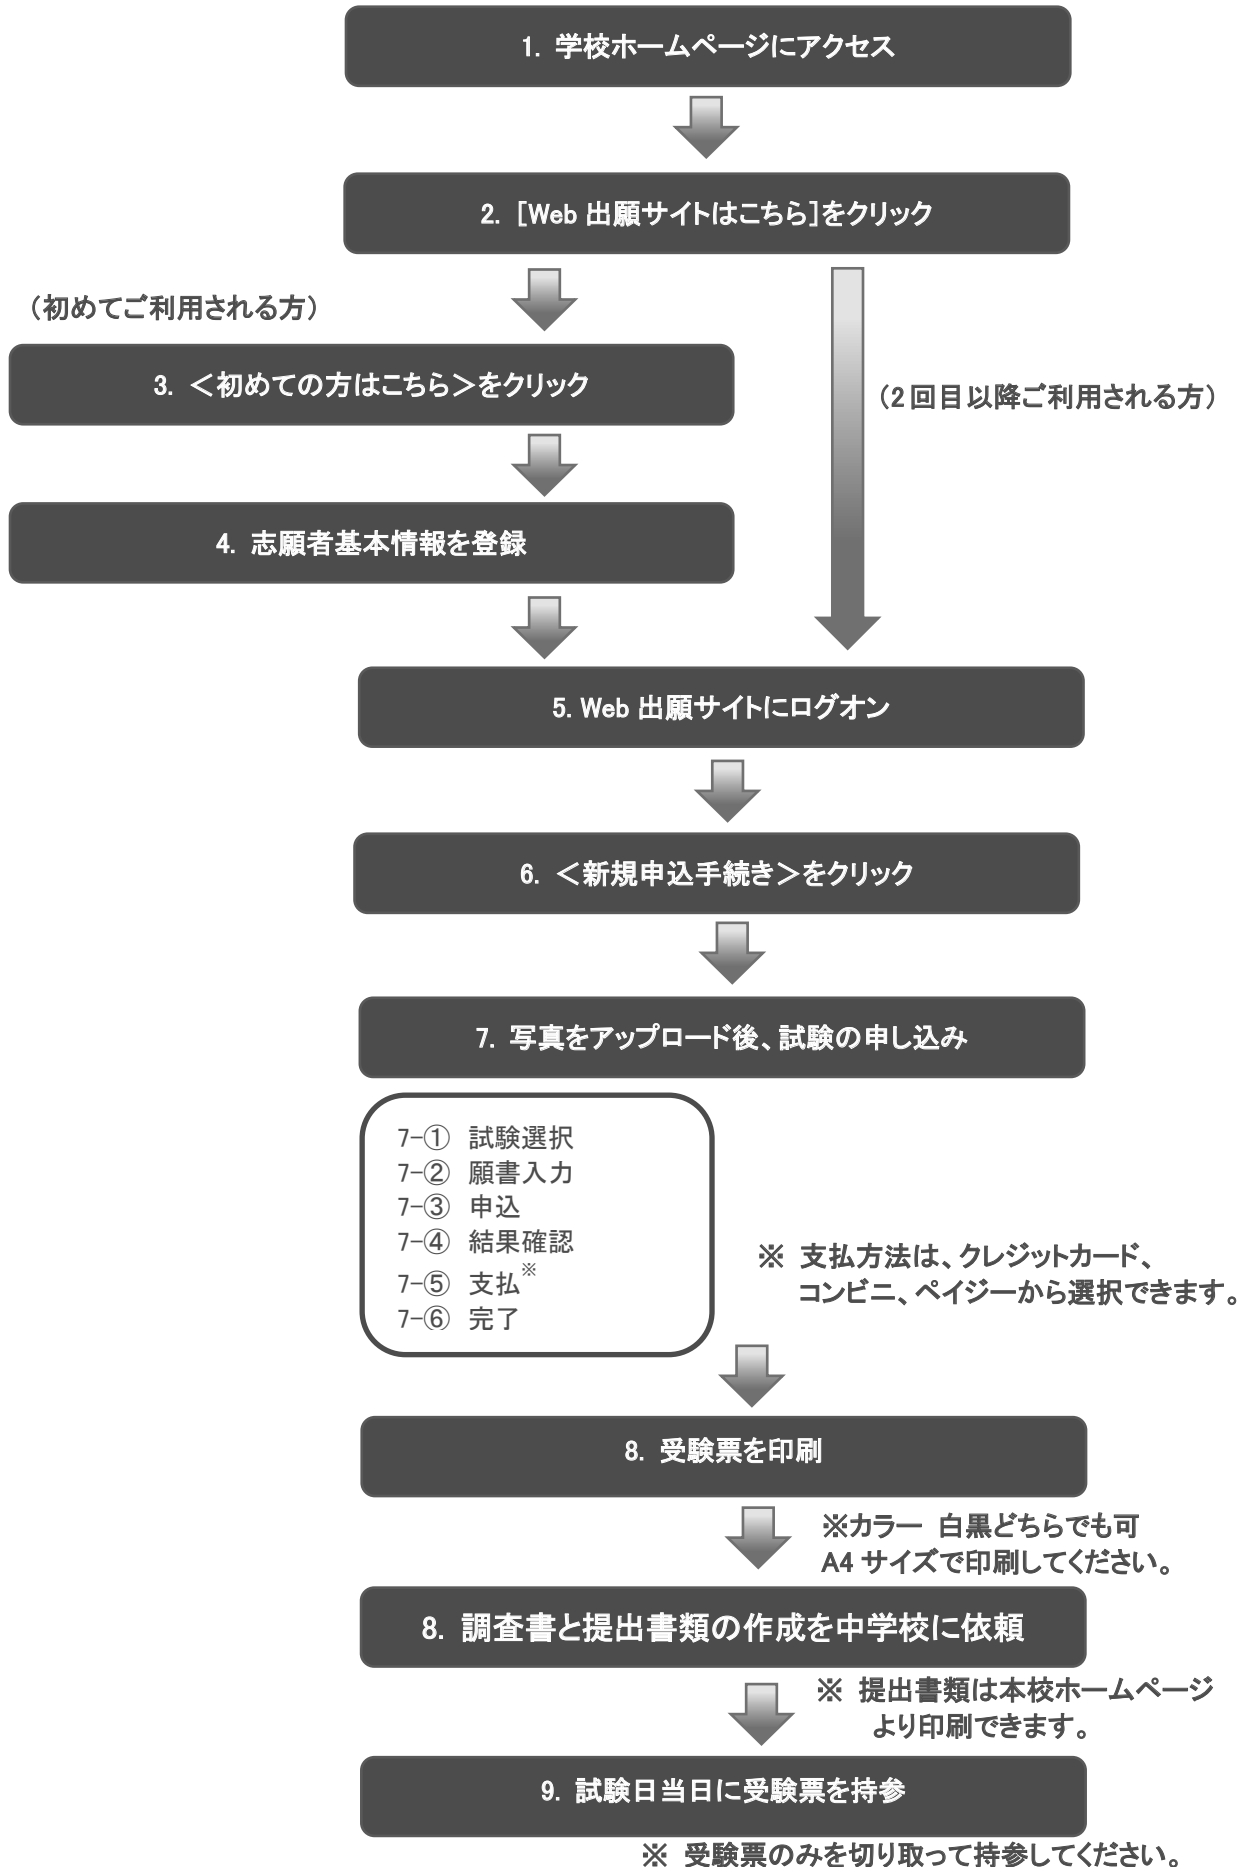 1. 学校ホームページにアクセス
2. [Web 出願サイトはこちら]をクリック
（初めてご利用される方）
3. ＜初めての方はこちら＞をクリック
（2 回目以降ご利用される方）
4. 志願者基本情報を登録
5. Web 出願サイトにログオン
6. ＜新規申込手続き＞をクリック
7. 写真をアップロード後、試験の申し込み
7-① 試験選択
7-② 願書入力
7-③ 申込
7-④ 結果確認
7-⑤ 支払※
7-⑥ 完了
※ 支払方法は、クレジットカード、
コンビニ、ペイジーから選択できます。
8. 受験票を印刷
※カラー 白黒どちらでも可
A4 サイズで印刷してください。
8. 調査書と提出書類の作成を中学校に依頼
※ 提出書類は本校ホームページ
より印刷できます。
9. 試験日当日に受験票を持参
※ 受験票のみを切り取って持参してください。